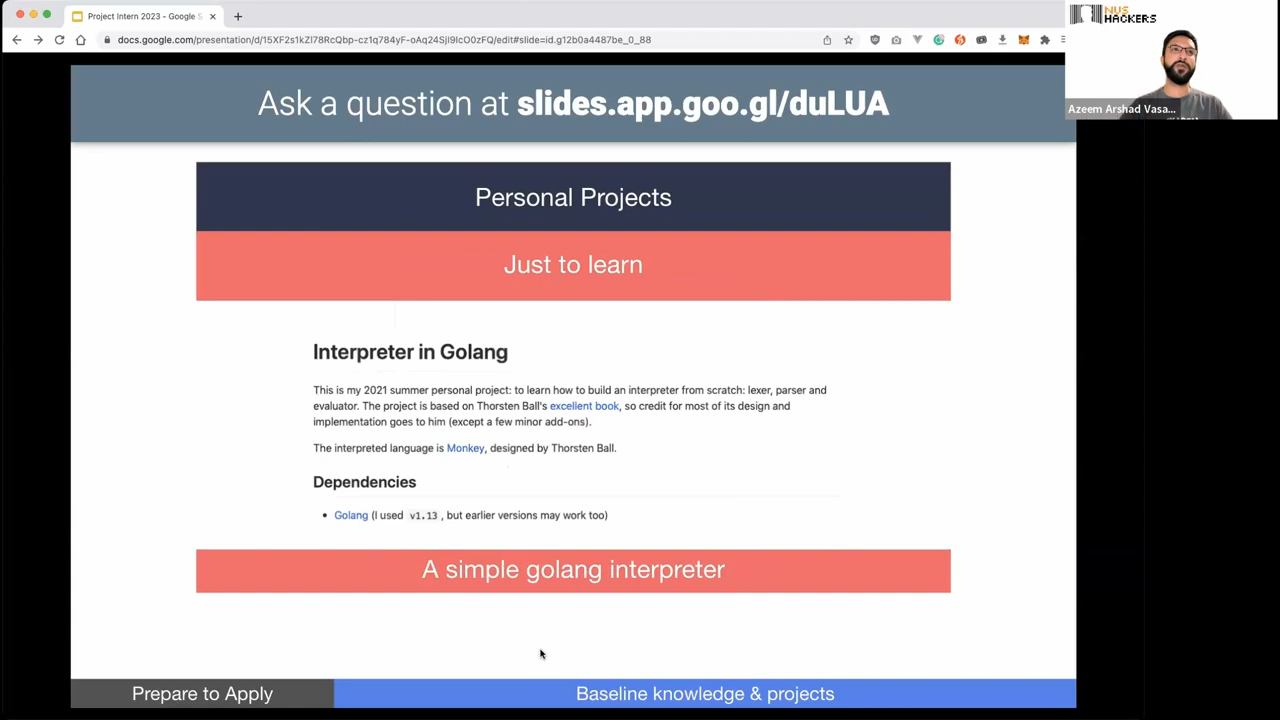 Project Intern 2023 - Google S
docs.google.com/presentation/d/15XF2s1kZl78RcQbp-cz1q784yF-oAq24SjI9IcO0zFQ/edit#slide=id.g12b0a4487be_0_88
NUS
HACKERS
Azeem Arshad Vasa...
Ask a question at slides.app.goo.gl/duLUA
Personal Projects
Just to learn
Interpreter in Golang
This is my 2021 summer personal project: to learn how to build an interpreter from scratch: lexer, parser and
evaluator. The project is based on Thorsten Ball's excellent book, so credit for most of its design and
implementation goes to him (except a few minor add-ons).
The interpreted language is Monkey, designed by Thorsten Ball.
Dependencies
• Golang (I used v1.13, but earlier versions may work too)
A simple golang interpreter
Prepare to Apply
Baseline knowledge & projects